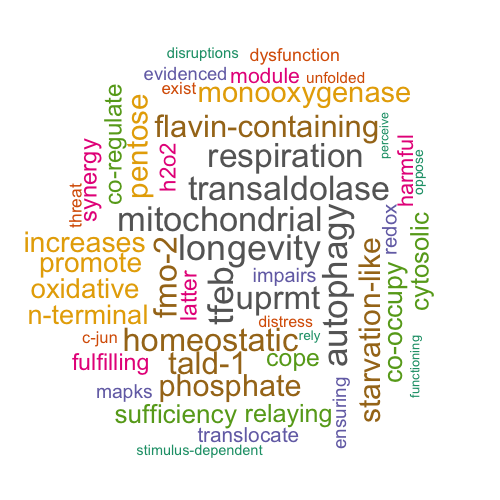 disruptions
dysfunction
evidenced
module
unfolded
exist
monooxygenase
co-regulate
pentose
flavin-containing
perceive
synergy
h2o2
respiration
harmful
oppose
transaldolase
threat
mitochondrial
redox
cytosolic
increases
longevity
autophagy
promote
fmo-2
tfeb
impairs
starvation-like
co-occupy
oxidative
latter
uprmt
n-terminal
distress
c-jun
homeostatic
rely
fulfilling
tald-1
cope
functioning
mapks
phosphate
ensuring
sufficiency
relaying
translocate
stimulus-dependent